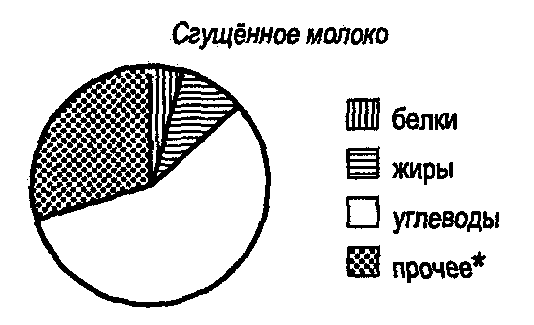 Сгущённое молоко
белки
жиры
углеводы
прочее*